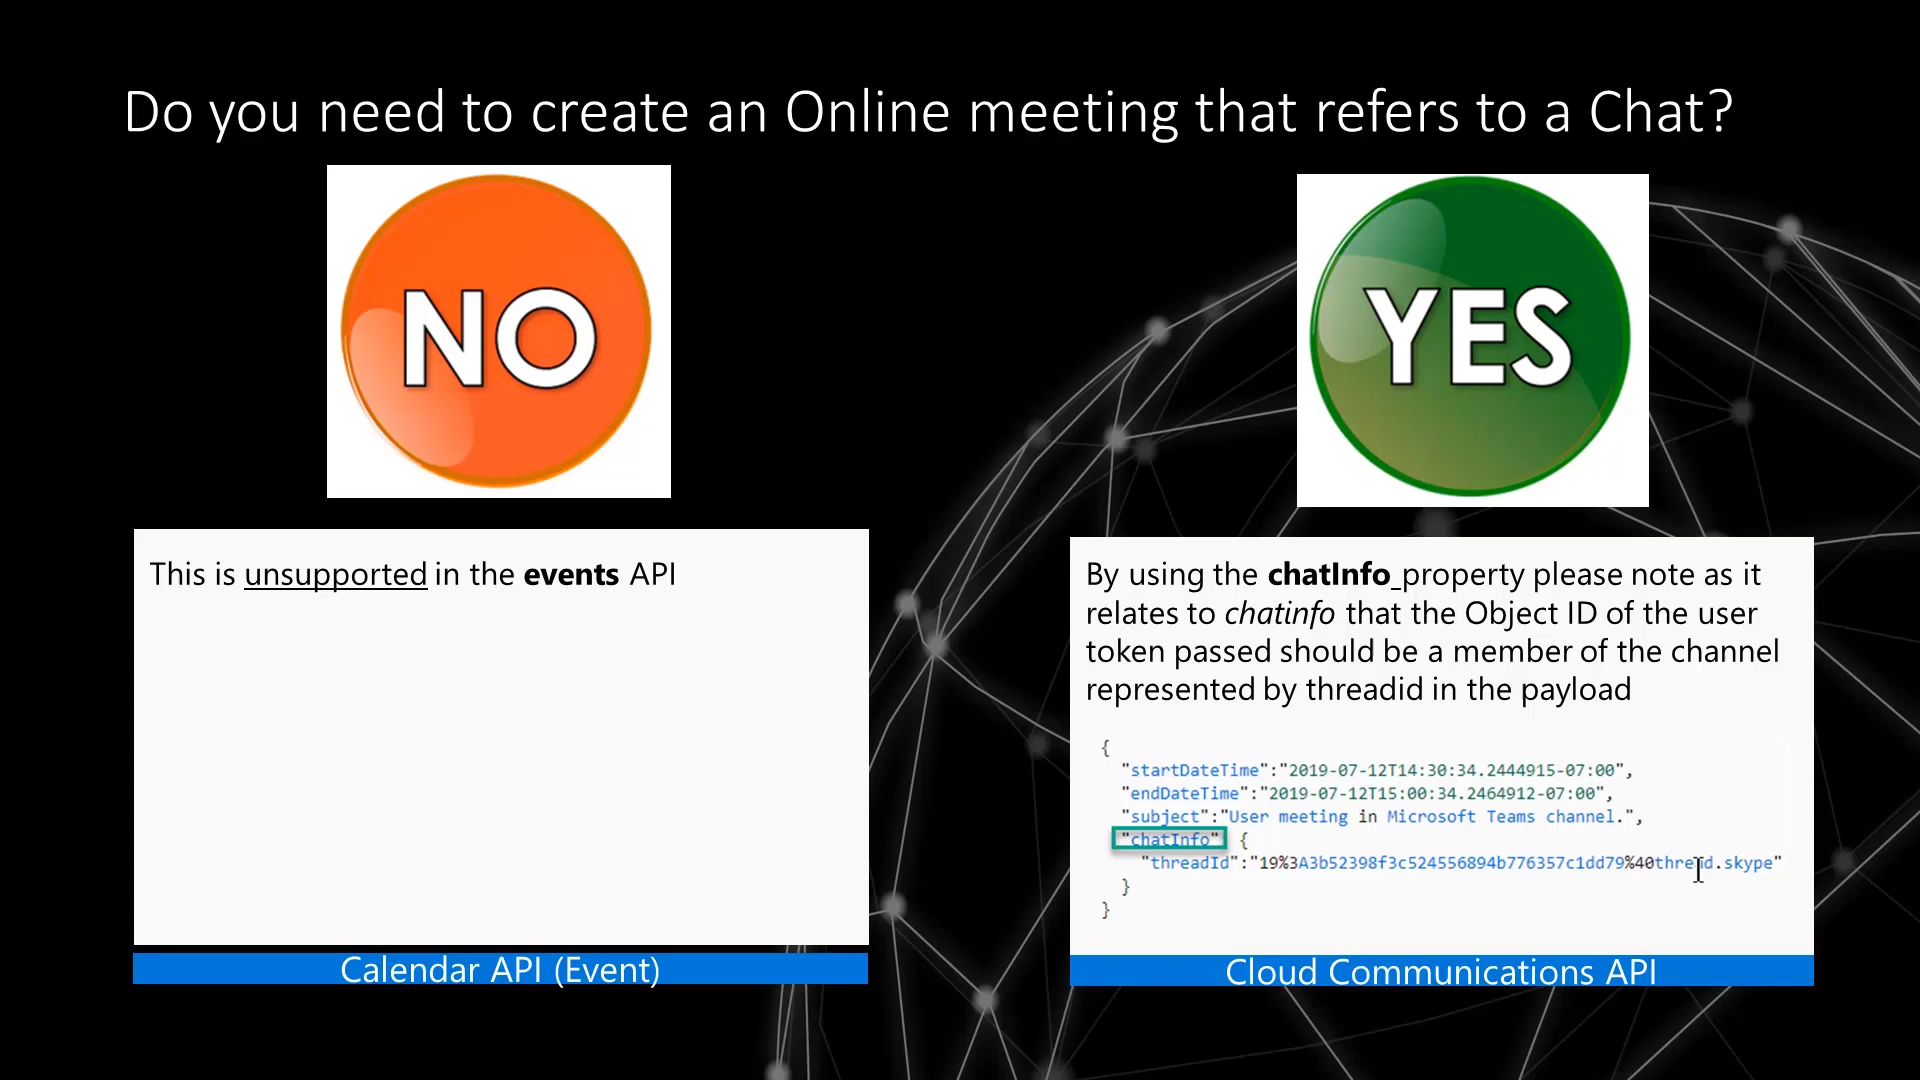 Do you need to create an Online meeting that refers to a Chat?
NO
YES
This is unsupported in the events API
Calendar API (Event)
By using the chatInfo property please note as it
relates to chatinfo that the Object ID of the user
token passed should be a member of the channel
represented by threadid in the payload
{
"startDateTime":"2019-07-12T14:30:34.2444915-07:00",
"endDateTime":"2019-07-12T15:00:34.2464912-07:00",
"subject":"User meeting in Microsoft Teams channel.",
"chatInfo" {
"threadId":"19%3A3b52398f3c524556894b776357c1dd79%40thread.skype"
}
}
Cloud Communications API